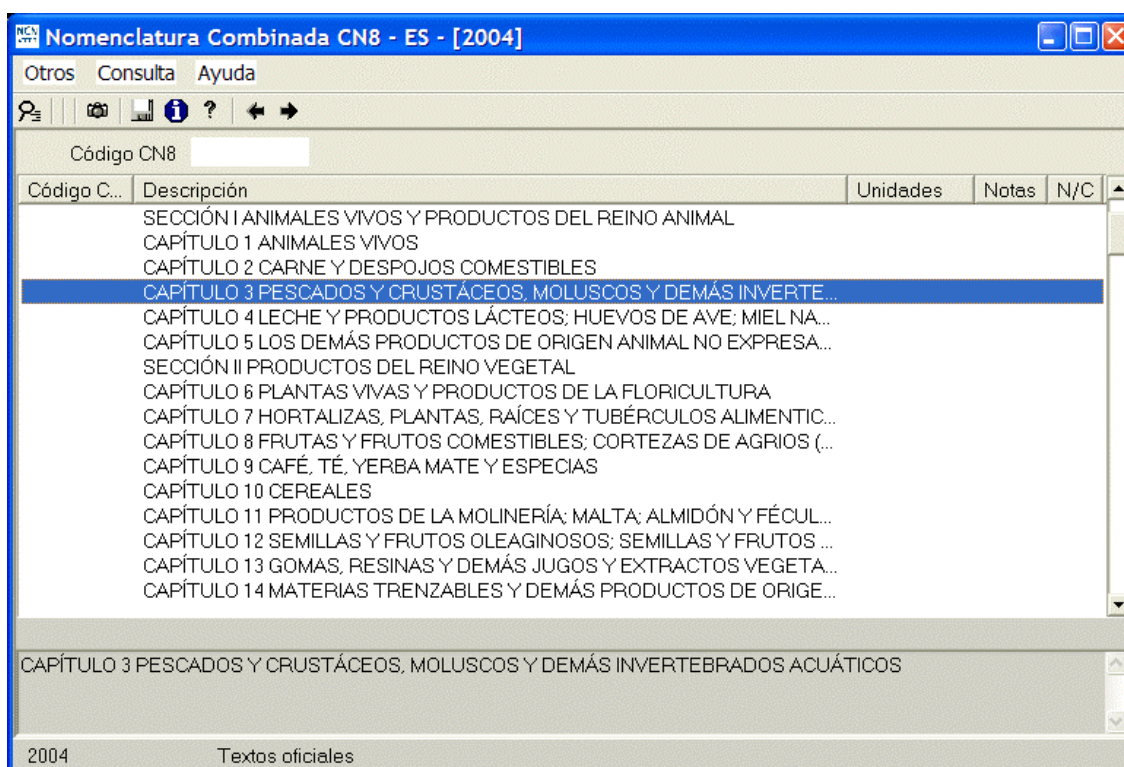 Nomenclatura Combinada CN8 - ES - [2004]
Otros Consulta Ayuda
Código CN8
Código C... Descripción Unidades Notas N/C
SECCIÓN I ANIMALES VIVOS Y PRODUCTOS DEL REINO ANIMAL
CAPÍTULO 1 ANIMALES VIVOS
CAPÍTULO 2 CARNE Y DESPOJOS COMESTIBLES
CAPÍTULO 3 PESCADOS Y CRUSTÁCEOS, MOLUSCOS Y DEMÁS INVERTE...
CAPÍTULO 4 LECHE Y PRODUCTOS LÁCTEOS; HUEVOS DE AVE; MIEL NA...
CAPÍTULO 5 LOS DEMÁS PRODUCTOS DE ORIGEN ANIMAL NO EXPRESA...
SECCIÓN II PRODUCTOS DEL REINO VEGETAL
CAPÍTULO 6 PLANTAS VIVAS Y PRODUCTOS DE LA FLORICULTURA
CAPÍTULO 7 HORTALIZAS, PLANTAS, RAÍCES Y TUBÉRCULOS ALIMENTIC...
CAPÍTULO 8 FRUTAS Y FRUTOS COMESTIBLES; CORTEZAS DE AGRIOS (...
CAPÍTULO 9 CAFÉ, TÉ, YERBA MATE Y ESPECIAS
CAPÍTULO 10 CEREALES
CAPÍTULO 11 PRODUCTOS DE LA MOLINERÍA; MALTA; ALMIDÓN Y FÉCUL...
CAPÍTULO 12 SEMILLAS Y FRUTOS OLEAGINOSOS; SEMILLAS Y FRUTOS ...
CAPÍTULO 13 GOMAS, RESINAS Y DEMÁS JUGOS Y EXTRACTOS VEGETA...
CAPÍTULO 14 MATERIAS TRENZABLES Y DEMÁS PRODUCTOS DE ORIGE...
CAPÍTULO 3 PESCADOS Y CRUSTÁCEOS, MOLUSCOS Y DEMÁS INVERTEBRADOS ACUÁTICOS
2004 Textos oficiales